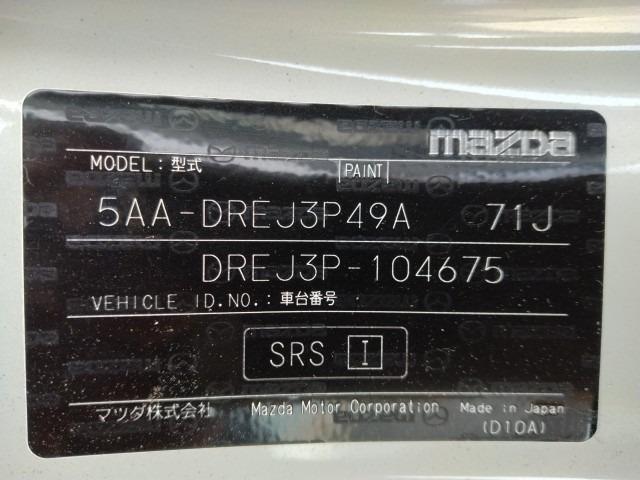 mazda
MODEL: 型式 PAINT
5AA-DREJ3P49A 71J
DREJ3P-104675
VEHICLE I.D.NO.: 車台番号
SRS I
マツダ株式会社 Mazda Motor Corporation Made in Japan
(D10A)